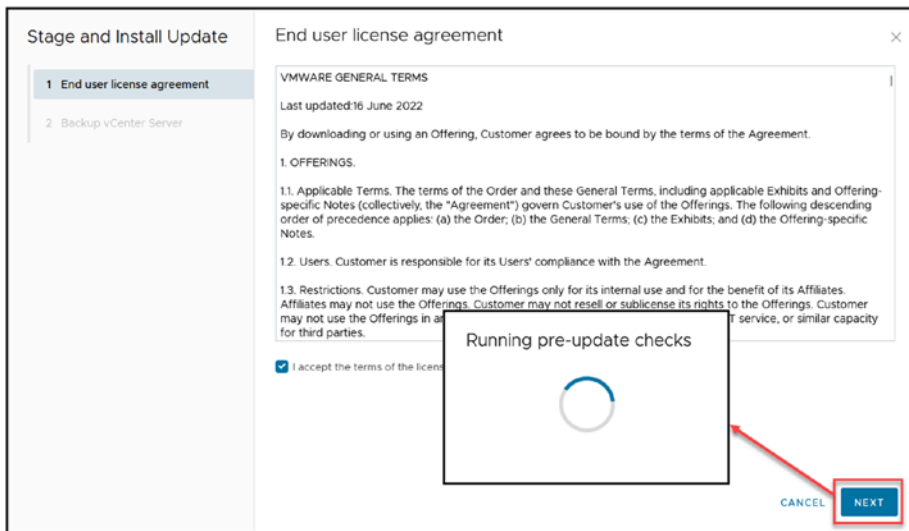 Stage and Install Update
1 End user license agreement
2 Backup vCenter Server
End user license agreement
VMWARE GENERAL TERMS
Last updated:16 June 2022
By downloading or using an Offering, Customer agrees to be bound by the terms of the Agreement.
1. OFFERINGS.
1.1. Applicable Terms. The terms of the Order and these General Terms, including applicable Exhibits and Offering-
specific Notes (collectively, the "Agreement") govern Customer's use of the Offerings. The following descending
order of precedence applies: (a) the Order; (b) the General Terms; (c) the Exhibits; and (d) the Offering-specific
Notes.
1.2. Users. Customer is responsible for its Users' compliance with the Agreement.
1.3. Restrictions. Customer may use the Offerings only for its internal use and for the benefit of its Affiliates.
Affiliates may not use the Offerings. Customer may not resell or sublicense its rights to the Offerings. Customer
may not use the Offerings in service, or similar capacity
for third parties.
I accept the terms of the
Running pre-update checks
CANCEL
NEXT